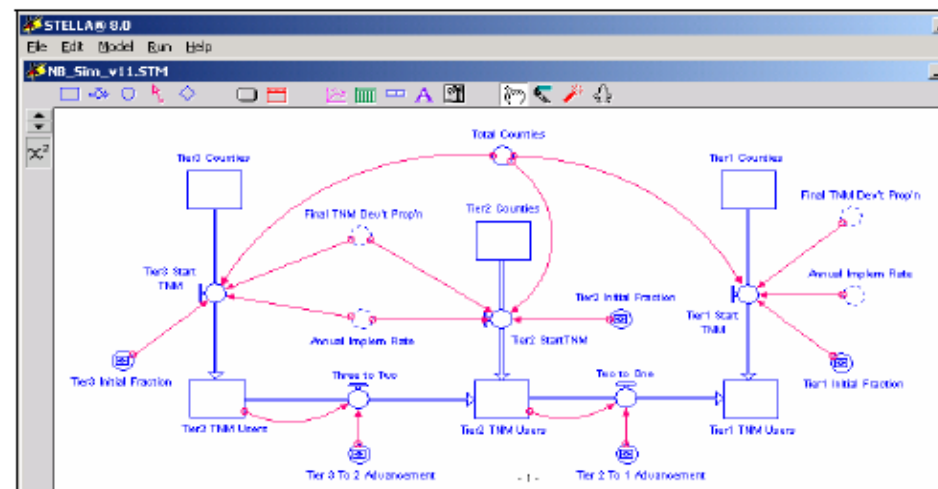 STELLA® 8.0
File Edit Model Run Help
NB_Sim_v11.STM
A
x²
Total Counties
Tier3 Counties
Tier1 Counties
Final TNM Dev't Prop'n
Final TNM Dev't Prop'n
Tier2 Counties
Tier3 Start
TNM
Annual Implem Rate
Tier2 Initial Fraction
Tier1 Start
TNM
Annual Implem Rate
Tier2 StartTNM
Tier3 Initial Fraction
Three to Two
Two to One
Tier1 Initial Fraction
Tier3 TNM Users
Tier2 TNM Users
Tier1 TNM Users
Tier 3 To 2 Advancement
- 1 -
Tier 2 To 1 Advancement